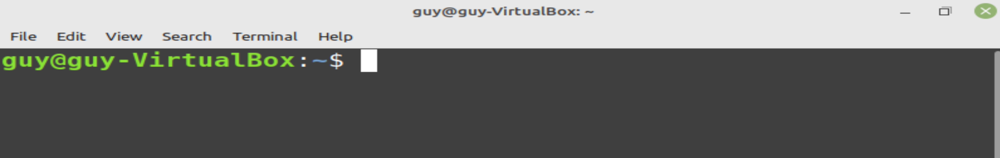 guy@guy-VirtualBox: ~
File Edit View Search Terminal Help
guy@guy-VirtualBox:~$